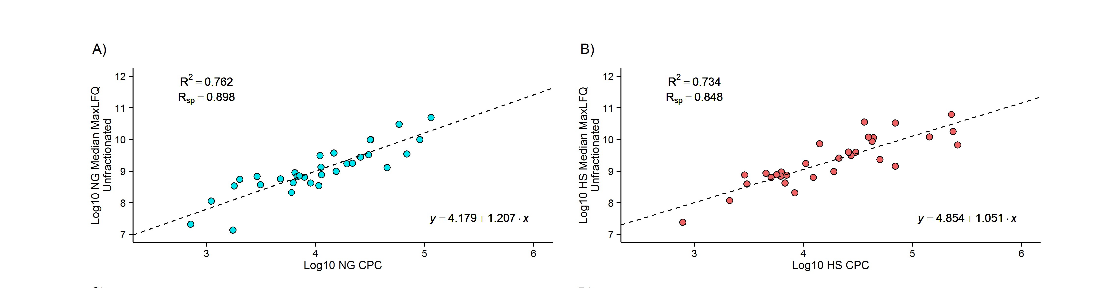 A)
R² = 0.762
Rsp = 0.898
12
11
10
9
8
7
Log10 NG Median MaxLFQ
Unfractionated
y = 4.179 + 1.207 · x
3
4
5
6
Log10 NG CPC
B)
R² = 0.734
Rsp = 0.848
12
11
10
9
8
7
Log10 HS Median MaxLFQ
Unfractionated
y = 4.854 + 1.051 · x
3
4
5
6
Log10 HS CPC